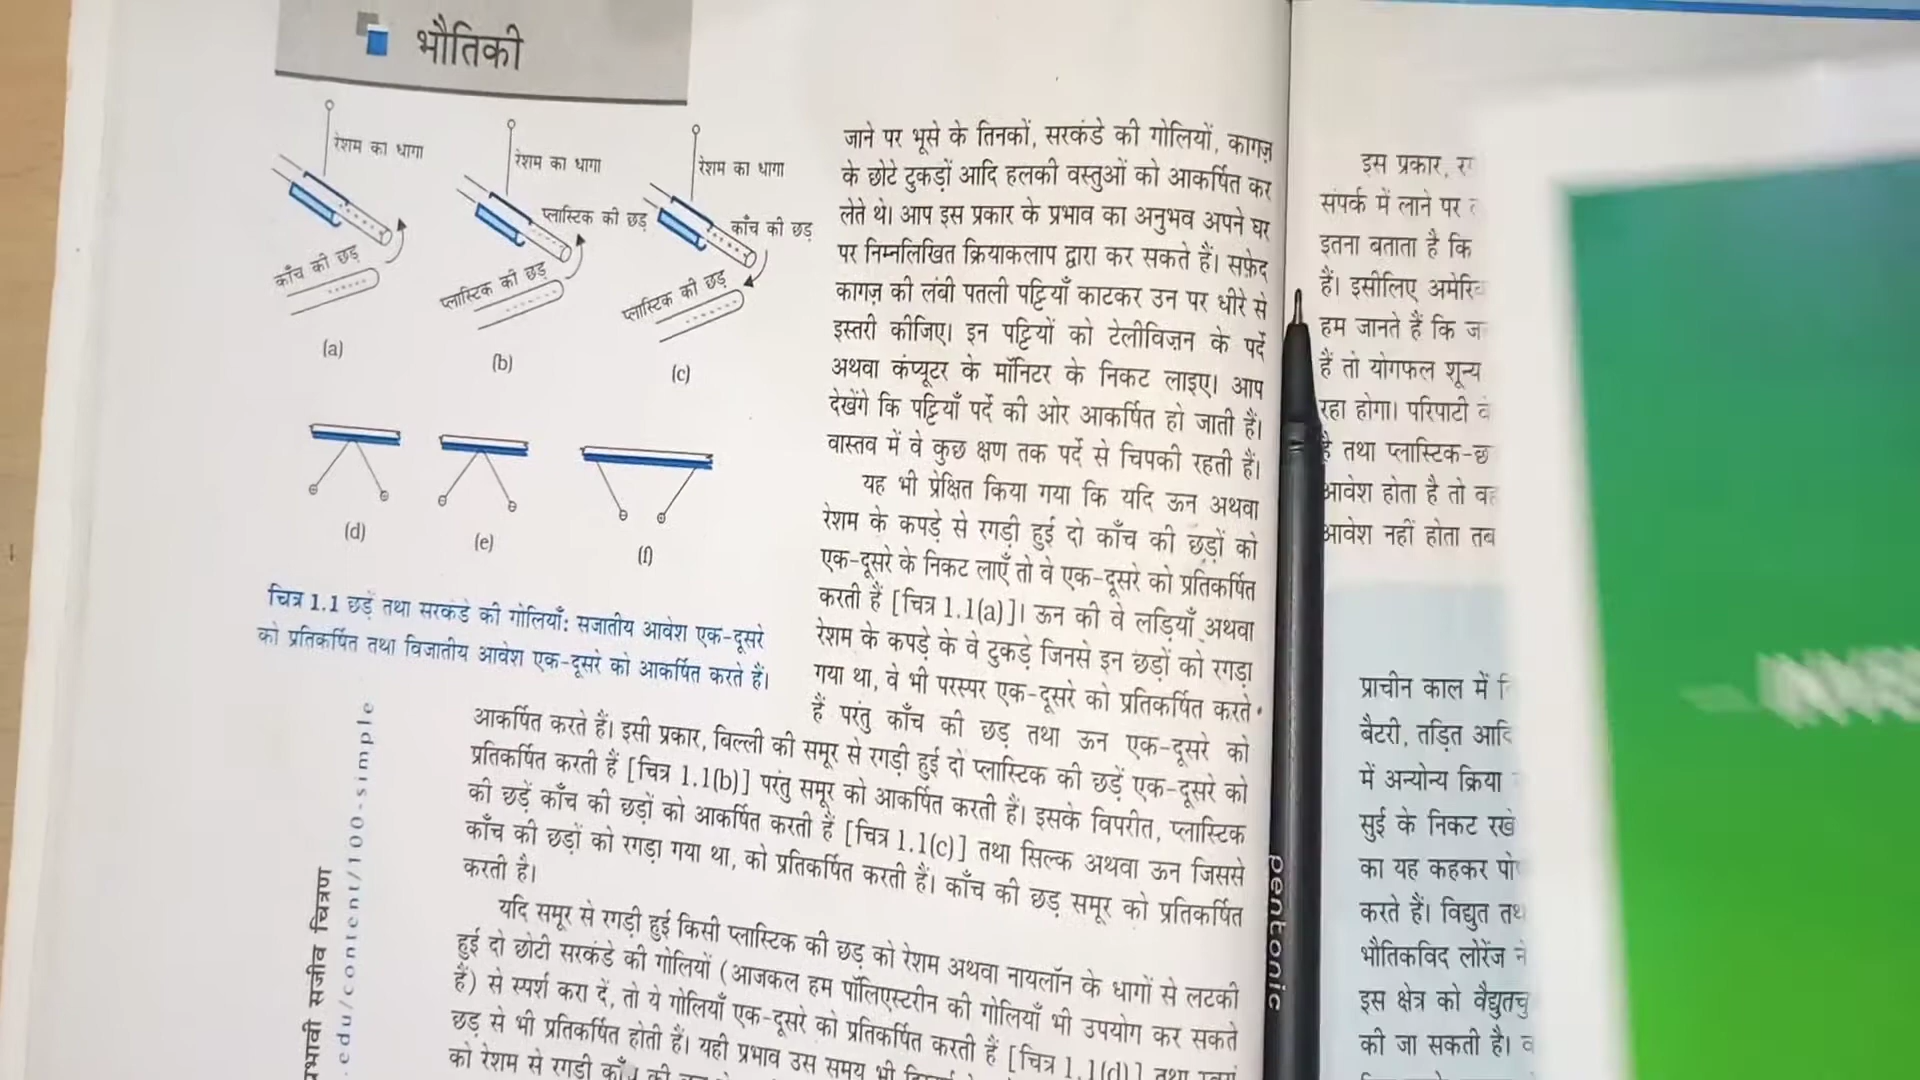 भौतिकी
रेशम का धागा
रेशम का धागा
रेशम का धागा
प्लास्टिक की छड़
काँच की छड़
काँच की छड़
प्लास्टिक की छड़
प्लास्टिक की छड़
(a)
(b)
(c)
(d)
(e)
(f)
चित्र 1.1 छड़ें तथा सरकंडे की गोलियाँ: सजातीय आवेश एक-दूसरे
को प्रतिकर्षित तथा विजातीय आवेश एक-दूसरे को आकर्षित करते हैं।
जाने पर भूसे के तिनकों, सरकंडे की गोलियों, कागज़
के छोटे टुकड़ों आदि हलकी वस्तुओं को आकर्षित कर
लेते थे। आप इस प्रकार के प्रभाव का अनुभव अपने घर
पर निम्नलिखित क्रियाकलाप द्वारा कर सकते हैं। सफ़ेद
कागज़ की लंबी पतली पट्टियाँ काटकर उन पर धीरे से
इस्तरी कीजिए। इन पट्टियों को टेलीविज़न के पर्दे
अथवा कंप्यूटर के मॉनिटर के निकट लाइए। आप
देखेंगे कि पट्टियाँ पर्दे की ओर आकर्षित हो जाती हैं।
वास्तव में वे कुछ क्षण तक पर्दे से चिपकी रहती हैं।
यह भी प्रेक्षित किया गया कि यदि ऊन अथवा
रेशम के कपड़े से रगड़ी हुई दो काँच की छड़ों को
एक-दूसरे के निकट लाएँ तो वे एक-दूसरे को प्रतिकर्षित
करती हैं [चित्र 1.1(a)]। ऊन की वे लड़ियाँ अथवा
रेशम के कपड़े के वे टुकड़े जिनसे इन छड़ों को रगड़ा
गया था, वे भी परस्पर एक-दूसरे को प्रतिकर्षित करते
हैं परंतु काँच की छड़ तथा ऊन एक-दूसरे को
आकर्षित करते हैं। इसी प्रकार, बिल्ली की समूर से रगड़ी हुई दो प्लास्टिक की छड़ें एक-दूसरे को
प्रतिकर्षित करती हैं [चित्र 1.1(b)] परंतु समूर को आकर्षित करती हैं। इसके विपरीत, प्लास्टिक
की छड़ें काँच की छड़ों को आकर्षित करती हैं [चित्र 1.1(c)] तथा सिल्क अथवा ऊन जिससे
काँच की छड़ों को रगड़ा गया था, को प्रतिकर्षित करती हैं। काँच की छड़ समूर को प्रतिकर्षित
करती है।
यदि समूर से रगड़ी हुई किसी प्लास्टिक की छड़ को रेशम अथवा नायलॉन के धागों से लटकी
हुई दो छोटी सरकंडे की गोलियों (आजकल हम पॉलिएस्टरीन की गोलियाँ भी उपयोग कर सकते
हैं) से स्पर्श करा दें, तो ये गोलियाँ एक-दूसरे को प्रतिकर्षित करती हैं [चित्र 1.1(d)] तथा
छड़ से भी प्रतिकर्षित होती हैं। यही प्रभाव उस समय भी
को रेशम से रगड़ी
सजीव चित्रण
.edu/content/100-simple
pentonic
इस प्रकार,
संपर्क में लाने पर
इतना बताता है कि
हैं। इसीलिए
हम जानते हैं कि
हैं तो योगफल शून्य
रहा होगा। परिपाटी
है तथा प्लास्टिक-
आवेश होता है तो
आवेश नहीं होता तब
प्राचीन काल में
बैटरी, तड़ित
में अन्योन्य क्रिया
सुई के निकट रखे
का यह कहकर
करते हैं। विद्युत
भौतिकविद लोरेंज
इस क्षेत्र को
की जा सकती है।